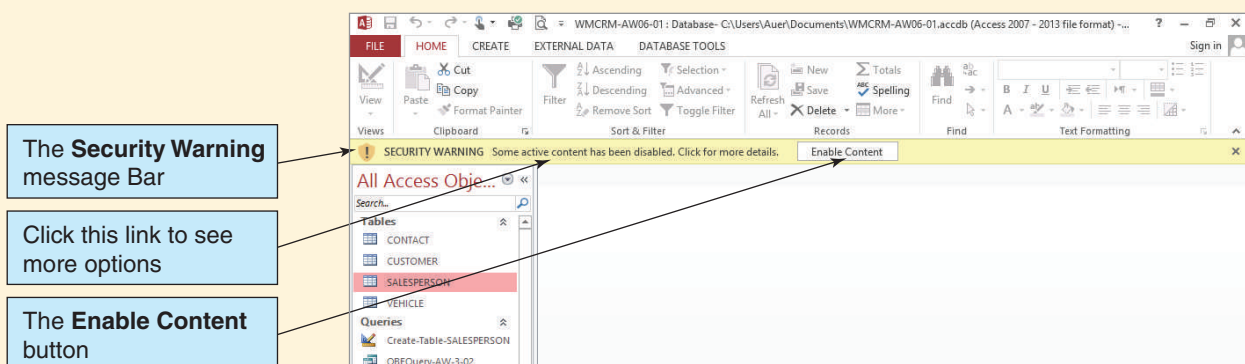 WMCRM-AW06-01 : Database- C:\Users\Auer\Documents\WMCRM-AW06-01.accdb (Access 2007 - 2013 file format) -...
FILE HOME CREATE EXTERNAL DATA DATABASE TOOLS Sign in
View
Views
Paste
Cut
Copy
Format Painter
Clipboard
Filter
Ascending
Descending
Remove Sort
Selection
Advanced
Toggle Filter
Sort & Filter
Refresh
All
New
Save
Delete
Totals
Spelling
More
Records
Find
Find
B I U
A
Text Formatting
The Security Warning
message Bar
SECURITY WARNING Some active content has been disabled. Click for more details. Enable Content
Click this link to see
more options
The Enable Content
button
All Access Obje...
Search...
Tables
CONTACT
CUSTOMER
SALESPERSON
VEHICLE
Queries
Create-Table-SALESPERSON
QBEQuery-AW-3-02